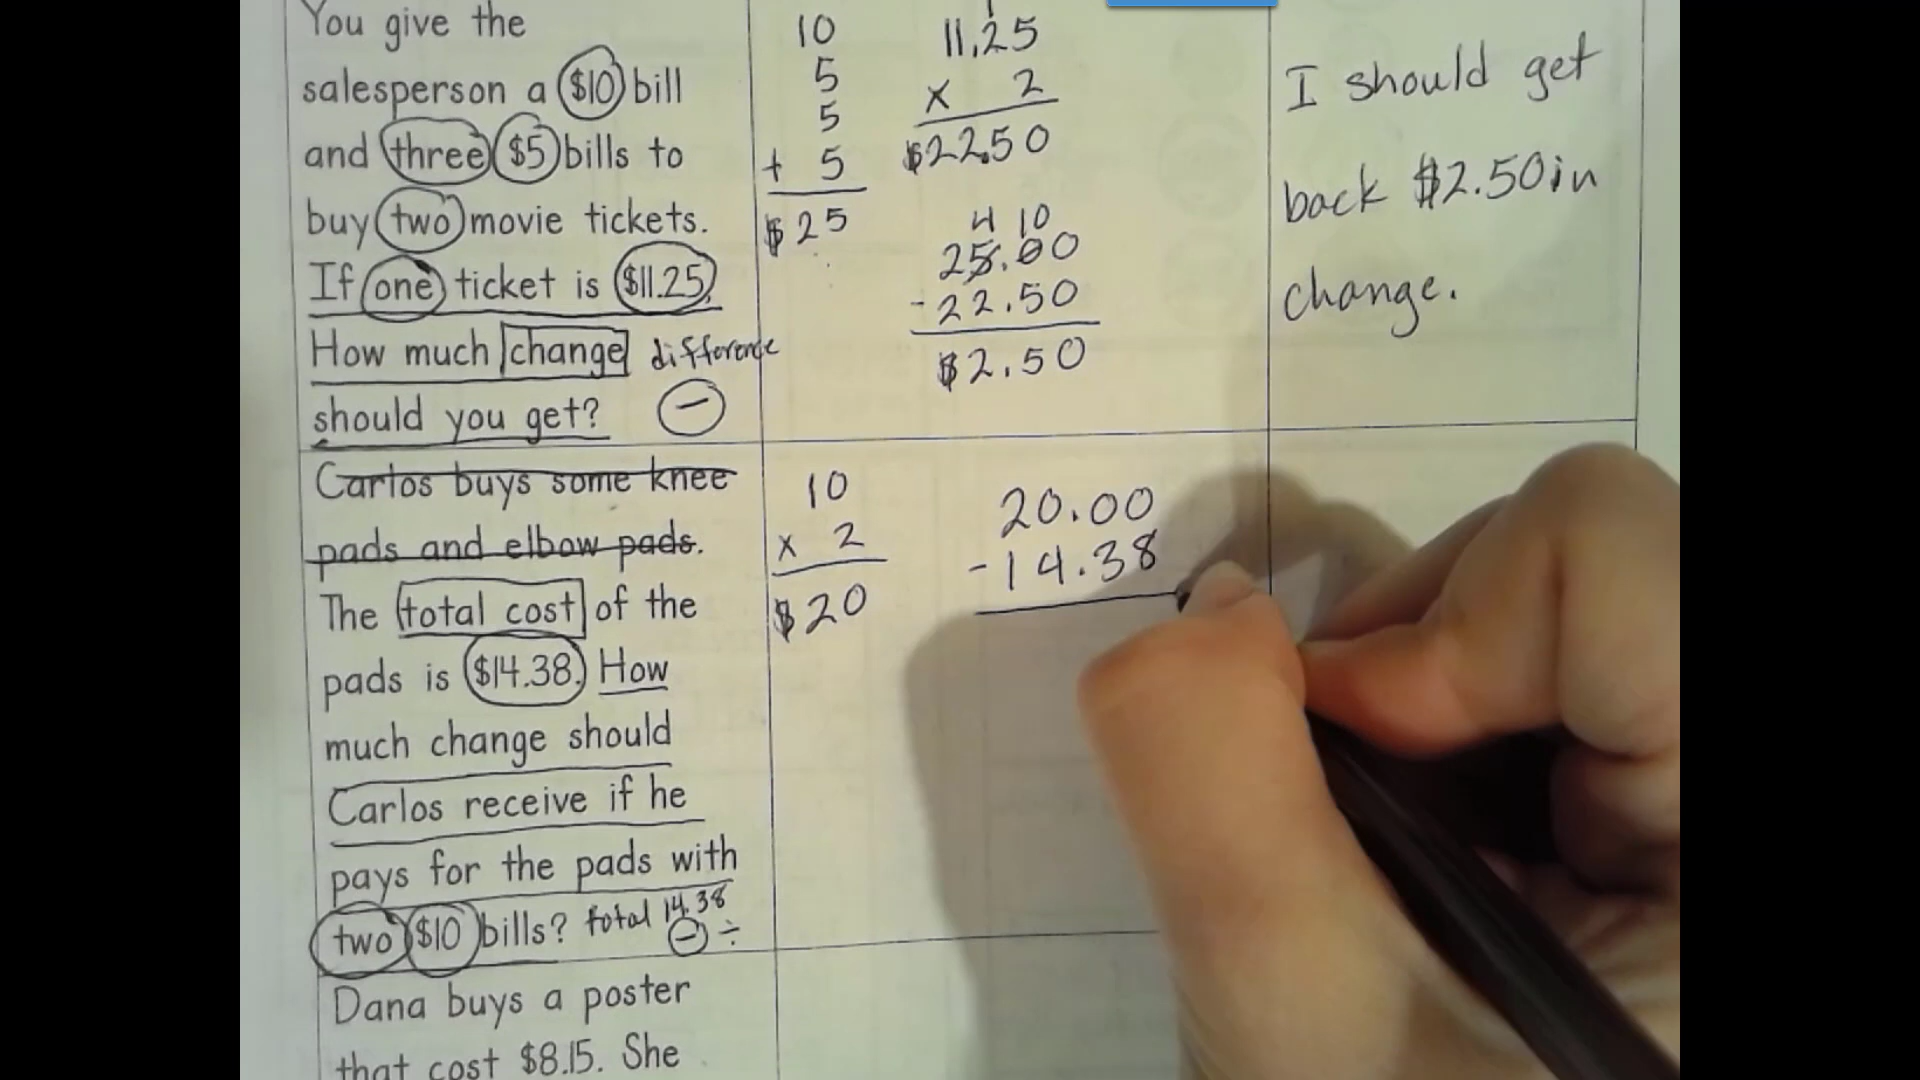 You give the
salesperson a $10 bill
and three $5 bills to
buy two movie tickets.
If one ticket is $11.25.
How much change difference
should you get? −
10
5
5
+ 5
$25
1
11.25
x 2
$22.50
4 10
25.00
- 22.50
$2.50
I should get
back $2.50 in
change.
Carlos buys some knee
pads and elbow pads.
The total cost of the
pads is $14.38. How
much change should
Carlos receive if he
pays for the pads with
two $10 bills? total 14.38
− ÷
10
x 2
$20
20.00
- 14.38
Dana buys a poster
that cost $8.15. She